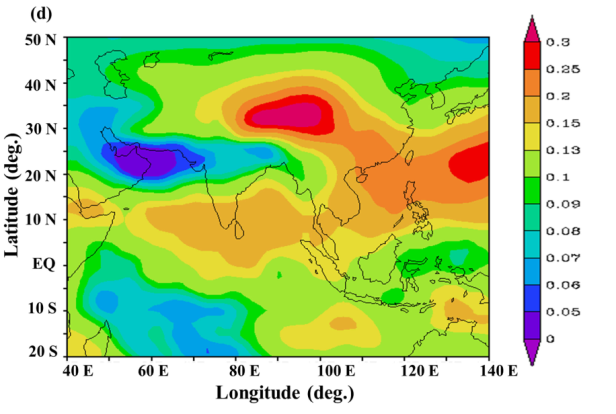 (d)
50 N
40 N
30 N
20 N
10 N
EQ
10 S
20 S
Latitude (deg.)
40 E 60 E 80 E 100 E 120 E 140 E
Longitude (deg.)
0.3
0.25
0.2
0.15
0.13
0.1
0.09
0.08
0.07
0.06
0.05
0